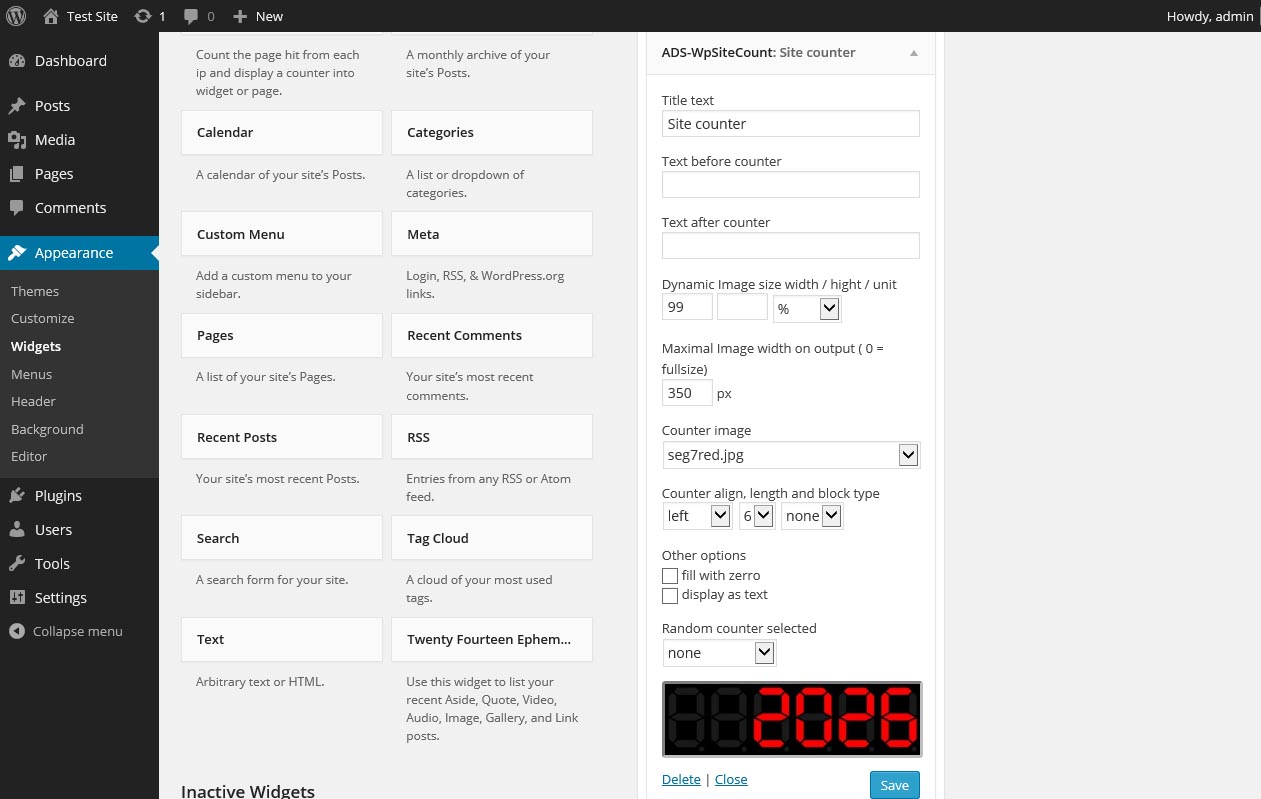 Test Site 1 0 New Howdy, admin
Dashboard
Posts
Media
Pages
Comments
Appearance
Themes
Customize
Widgets
Menus
Header
Background
Editor
Plugins
Users
Tools
Settings
Collapse menu
Count the page hit from each
ip and display a counter into
widget or page.
A monthly archive of your
site's Posts.
Calendar
A calendar of your site's Posts.
Categories
A list or dropdown of
categories.
Custom Menu
Add a custom menu to your
sidebar.
Meta
Login, RSS, & WordPress.org
links.
Pages
A list of your site's Pages.
Recent Comments
Your site's most recent
comments.
Recent Posts
Your site's most recent Posts.
RSS
Entries from any RSS or Atom
feed.
Search
A search form for your site.
Tag Cloud
A cloud of your most used
tags.
Text
Arbitrary text or HTML.
Twenty Fourteen Ephem...
Use this widget to list your
recent Aside, Quote, Video,
Audio, Image, Gallery, and Link
posts.
Inactive Widgets
ADS-WpSiteCount: Site counter
Title text
Site counter
Text before counter
Text after counter
Dynamic Image size width / hight / unit
99 %
Maximal Image width on output ( 0 =
fullsize)
350 px
Counter image
seg7red.jpg
Counter align, length and block type
left 6 none
Other options
fill with zerro
display as text
Random counter selected
none
2026
Delete | Close Save